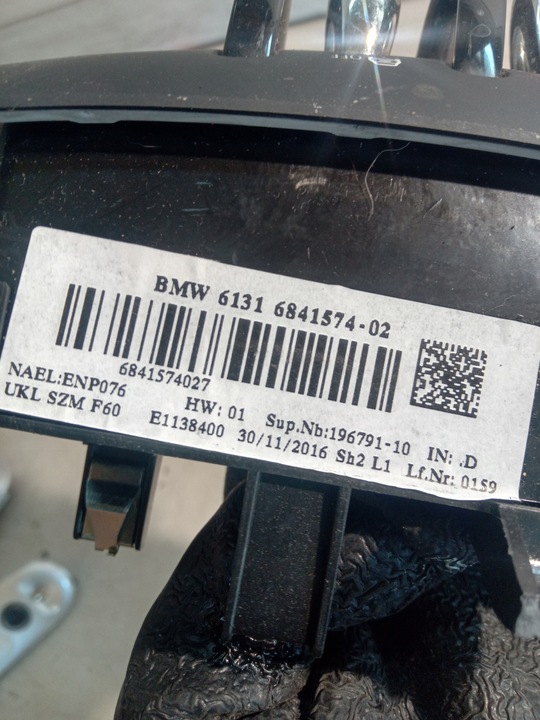 BMW 6131 6841574-02
6841574027
NAEL:ENP076 HW: 01 Sup.Nb:196791-10 IN: .D
UKL SZM F60 E1138400 30/11/2016 Sh2 L1 Lf.Nr: 0159